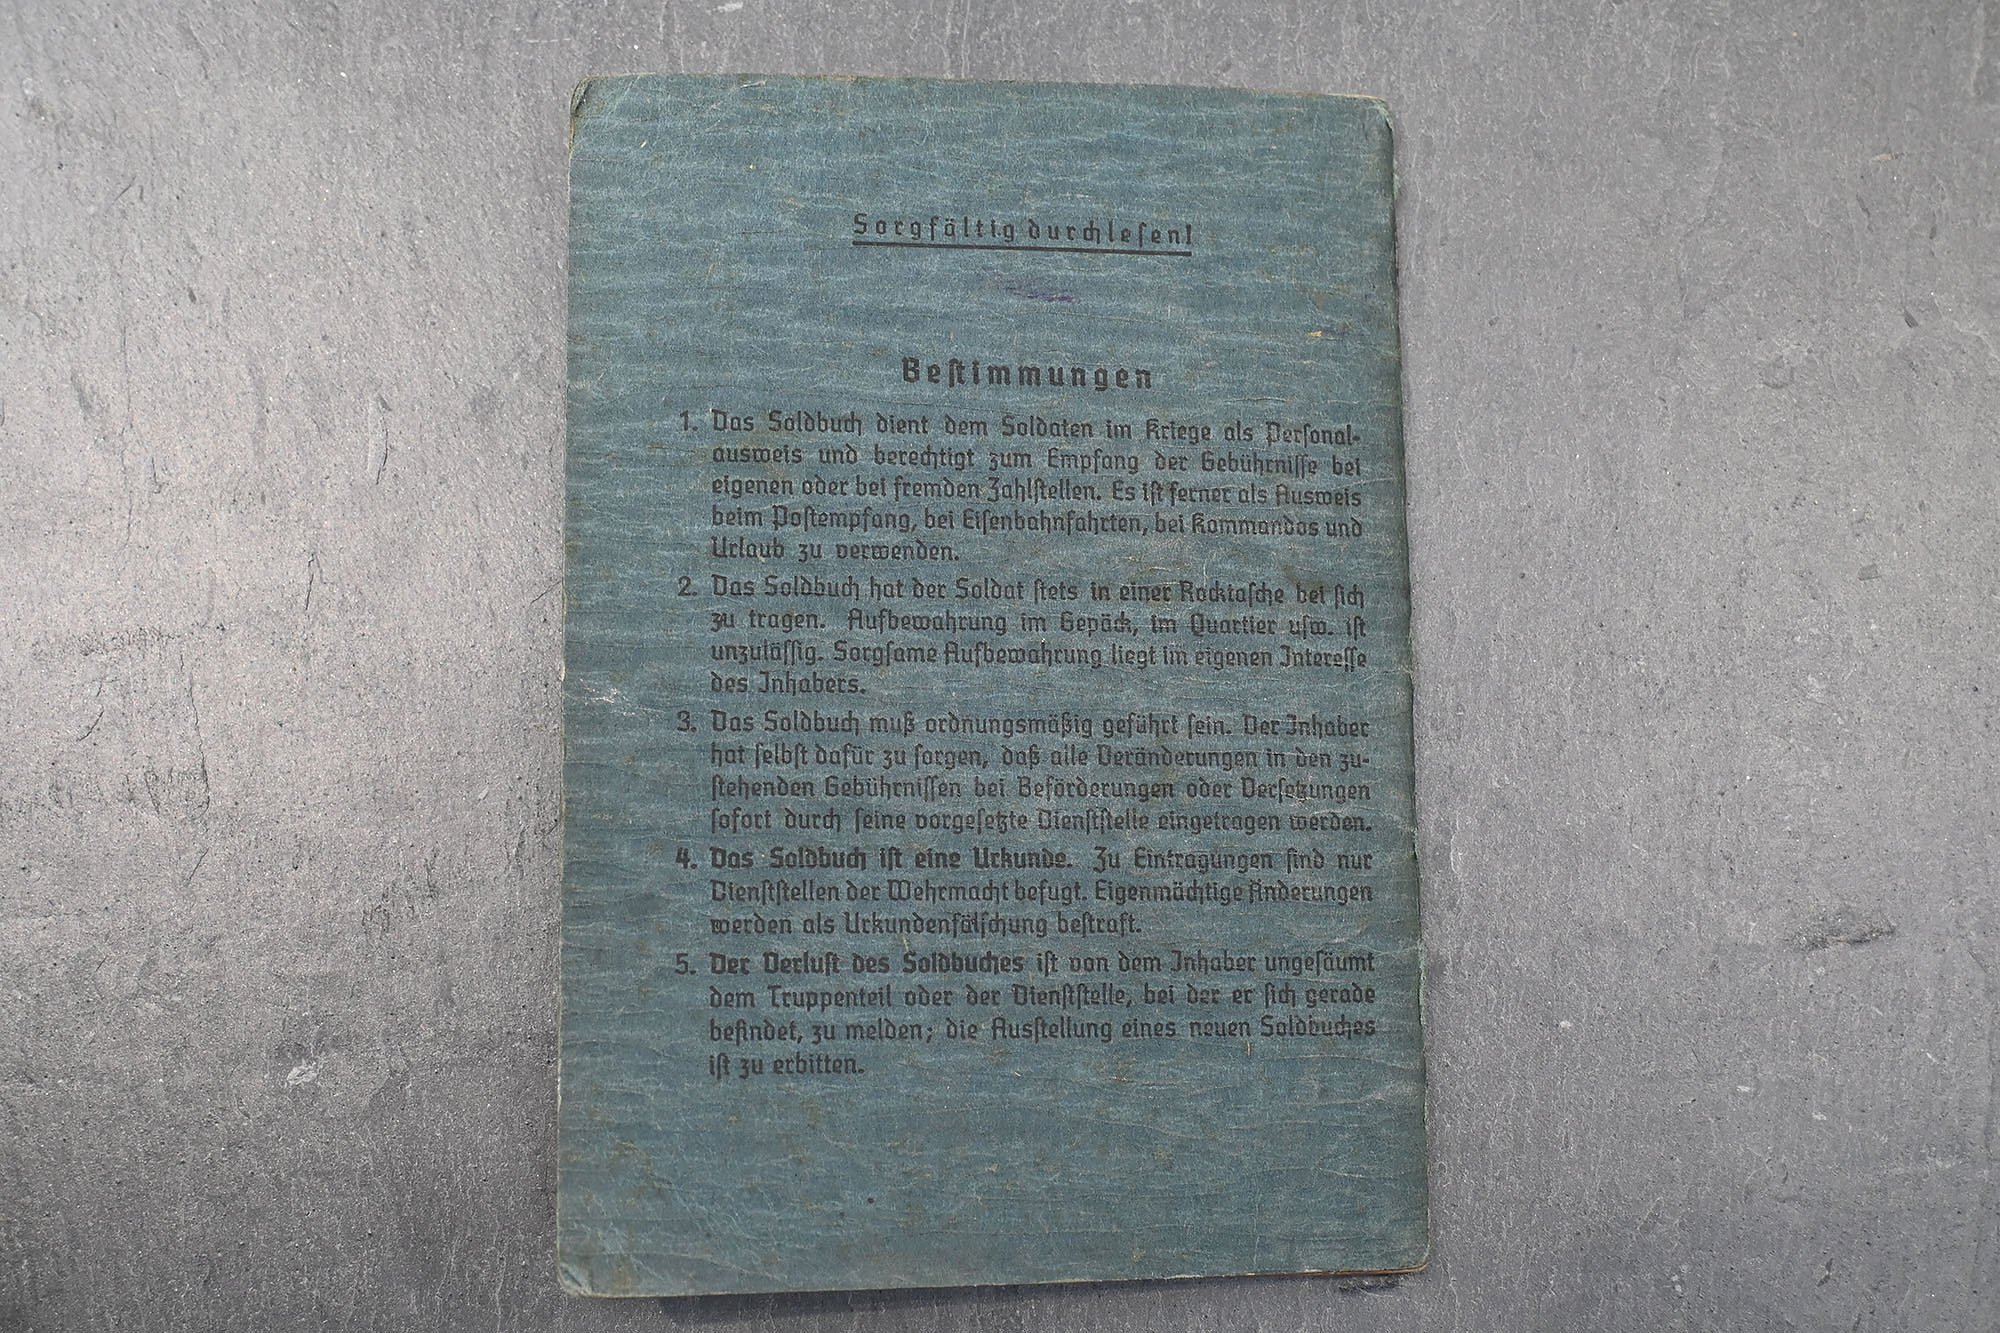 Sorgfältig durchlesen!
Bestimmungen
1. Das Soldbuch dient dem Soldaten im Kriege als Personal-
ausweis und berechtigt zum Empfang der Gebührnisse bei
eigenen oder bei fremden Zahlstellen. Es ist ferner als Ausweis
beim Postempfang, bei Eisenbahnfahrten, bei Kommandos und
Urlaub zu verwenden.
2. Das Soldbuch hat der Soldat stets in einer Rocktasche bei sich
zu tragen. Aufbewahrung im Gepäck, im Quartier usw. ist
unzulässig. Sorgsame Aufbewahrung liegt im eigenen Interesse
des Inhabers.
3. Das Soldbuch muß ordnungsmäßig geführt sein. Der Inhaber
hat selbst dafür zu sorgen, daß alle Veränderungen in den zu-
stehenden Gebührnissen bei Beförderungen oder Versetzungen
sofort durch seine vorgesetzte Dienststelle eingetragen werden.
4. Das Soldbuch ist eine Urkunde. Zu Eintragungen sind nur
Dienststellen der Wehrmacht befugt. Eigenmächtige Änderungen
werden als Urkundenfälschung bestraft.
5. Der Verlust des Soldbuches ist von dem Inhaber ungesäumt
dem Truppenteil oder der Dienststelle, bei der er sich gerade
befindet, zu melden; die Ausstellung eines neuen Soldbuches
ist zu erbitten.